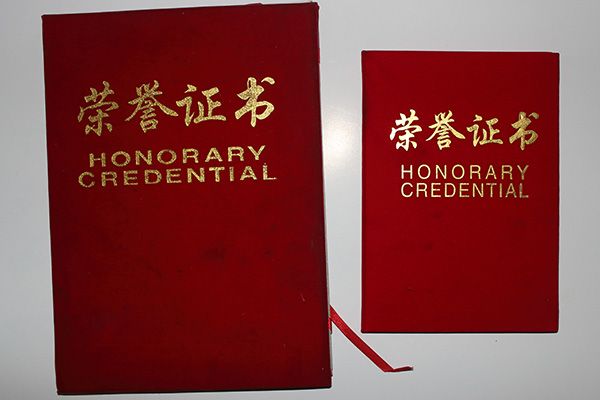 荣誉证书
HONORARY
CREDENTIAL
荣誉证书
HONORARY
CREDENTIAL